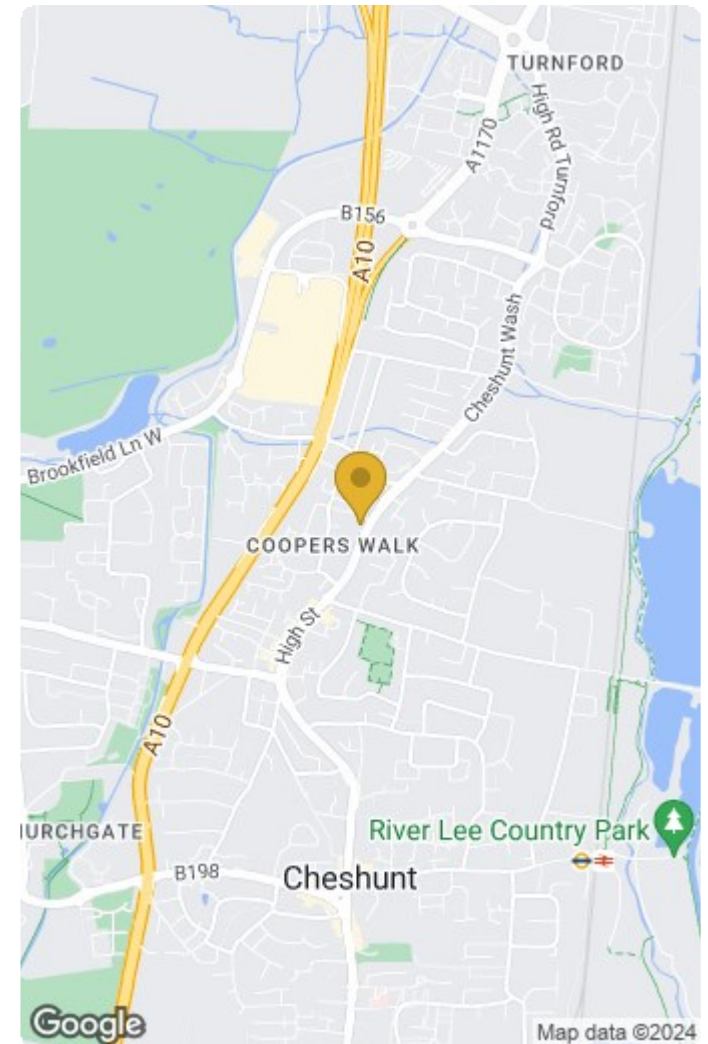 TURNFORD
A1170
High Rd Turnford
B156
A10
Cheshunt Wash
Brookfield Ln W
COOPERS WALK
High St
A10
HURCHGATE
River Lee Country Park
B198
Cheshunt
Google
Map data ©2024